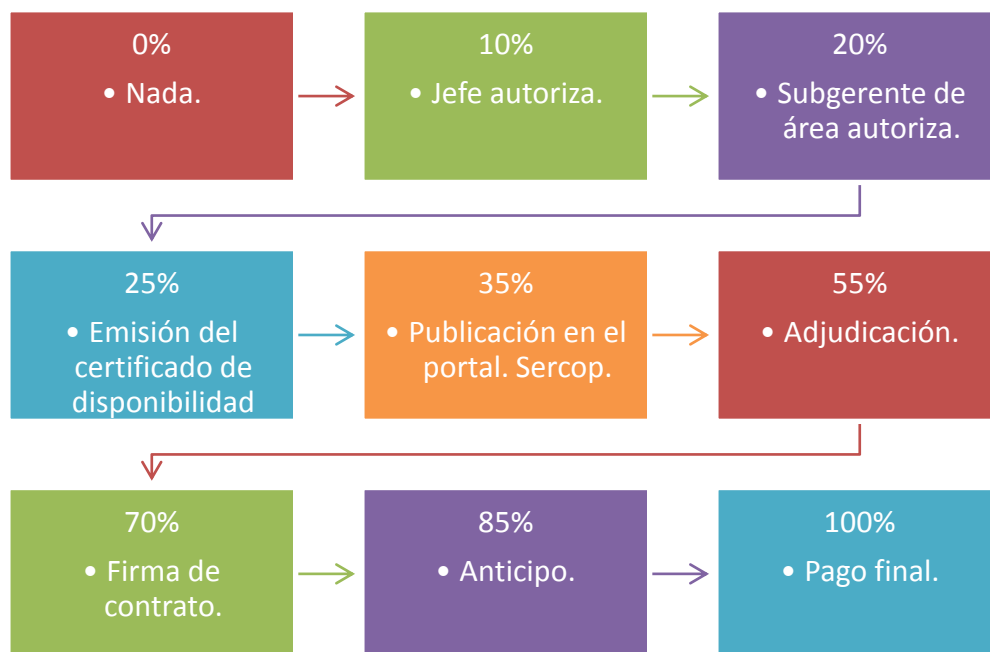 0%
• Nada.
10%
• Jefe autoriza.
20%
• Subgerente de
área autoriza.
25%
• Emisión del
certificado de
disponibilidad
35%
• Publicación en el
portal. Sercop.
55%
• Adjudicación.
70%
• Firma de
contrato.
85%
• Anticipo.
100%
• Pago final.